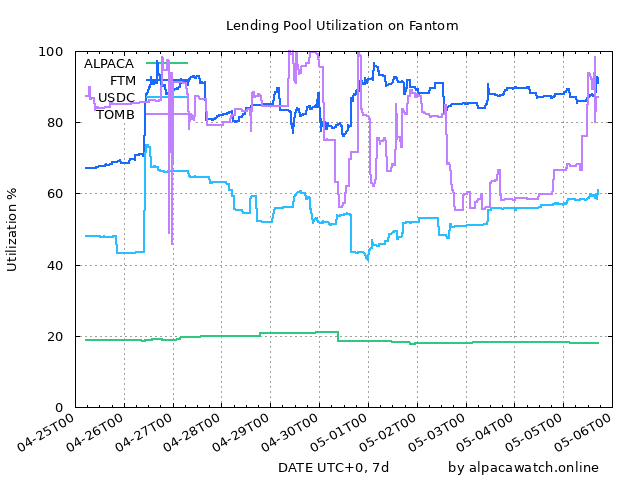 Lending Pool Utilization on Fantom
100
80
60
40
20
0
Utilization %
ALPACA
FTM
USDC
TOMB
04-25T00
04-26T00
04-27T00
04-28T00
04-29T00
04-30T00
05-01T00
05-02T00
05-03T00
05-04T00
05-05T00
05-06T00
DATE UTC+0, 7d
by alpacawatch.online